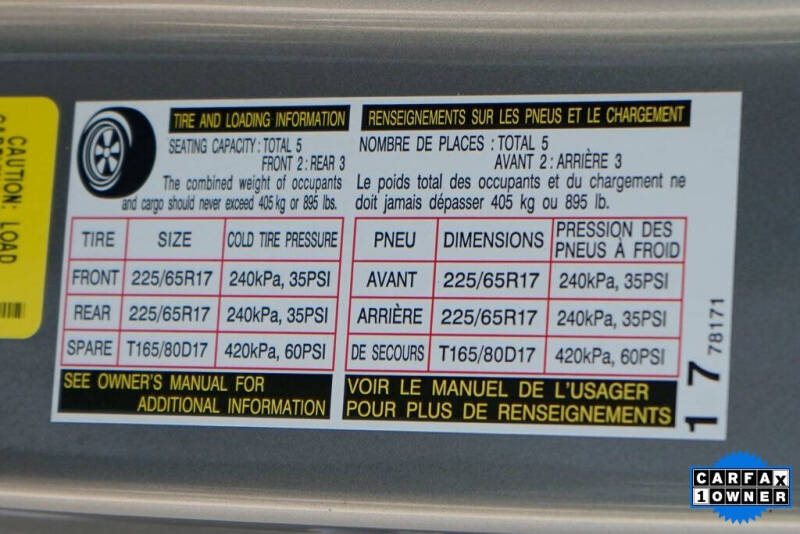 CAUTION: LOAD
TIRE AND LOADING INFORMATION
SEATING CAPACITY : TOTAL 5
FRONT 2 : REAR 3
The combined weight of occupants
and cargo should never exceed 405 kg or 895 lbs.
TIRE SIZE COLD TIRE PRESSURE
FRONT 225/65R17 240kPa, 35PSI
REAR 225/65R17 240kPa, 35PSI
SPARE T165/80D17 420kPa, 60PSI
SEE OWNER'S MANUAL FOR
ADDITIONAL INFORMATION
RENSEIGNEMENTS SUR LES PNEUS ET LE CHARGEMENT
NOMBRE DE PLACES : TOTAL 5
AVANT 2 : ARRIÈRE 3
Le poids total des occupants et du chargement ne
doit jamais dépasser 405 kg ou 895 lb.
PNEU DIMENSIONS PRESSION DES
PNEUS À FROID
AVANT 225/65R17 240kPa, 35PSI
ARRIÈRE 225/65R17 240kPa, 35PSI
DE SECOURS T165/80D17 420kPa, 60PSI
VOIR LE MANUEL DE L'USAGER
POUR PLUS DE RENSEIGNEMENTS
1 7 78171
CARFAX
1 OWNER